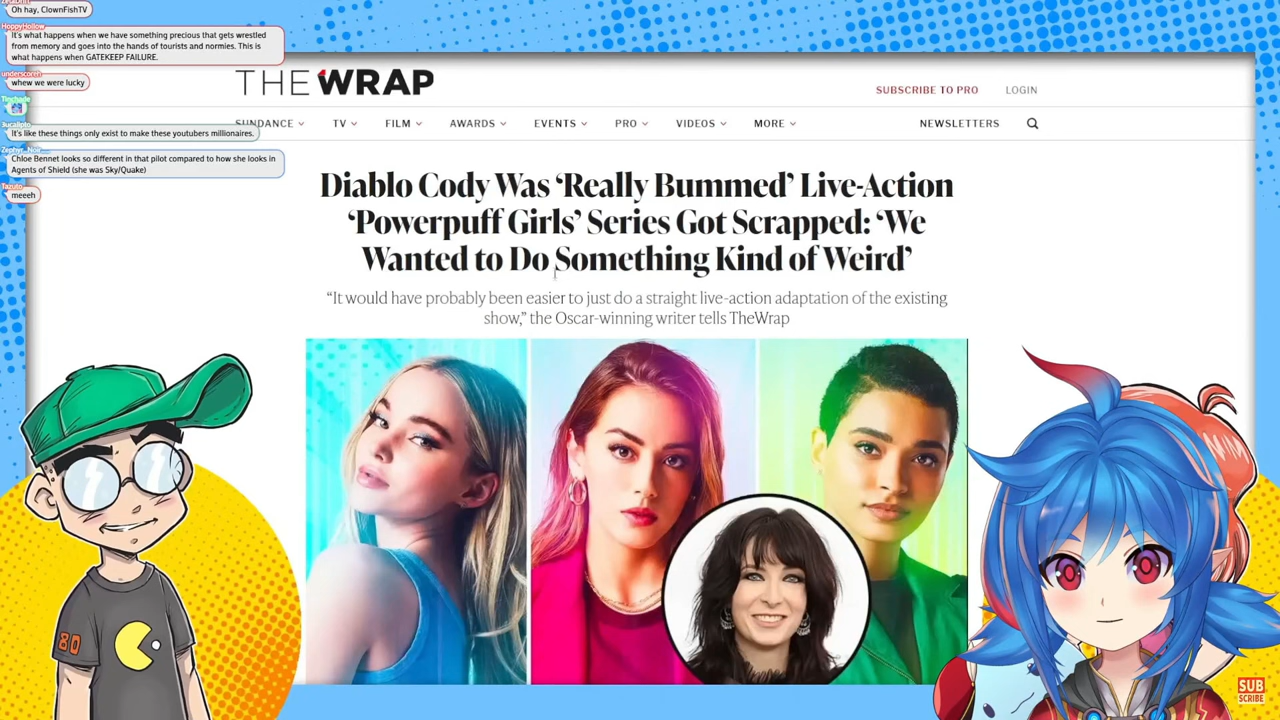 Oh hay, ClownFishTV
HoppyHollow
It's what happens when we have something precious that gets wrestled
from memory and goes into the hands of tourists and normies. This is
what happens when GATEKEEP FAILURE.
underscoren
whew we were lucky
It's like these things only exist to make these youtubers millionaires.
Chloe Bennet looks so different in that pilot compared to how she looks in
Agents of Shield (she was Sky/Quake)
Tazuto
meeeh
THE WRAP
SUBSCRIBE TO PRO LOGIN
SUNDANCE TV FILM AWARDS EVENTS PRO VIDEOS MORE NEWSLETTERS
Diablo Cody Was ‘Really Bummed’ Live-Action
‘Powerpuff Girls’ Series Got Scrapped: ‘We
Wanted to Do Something Kind of Weird’
“It would have probably been easier to just do a straight live-action adaptation of the existing
show,” the Oscar-winning writer tells TheWrap
80
SUB
SCRIBE